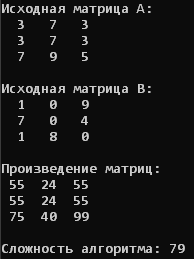 Исходная матрица A:
3 7 3
3 7 3
7 9 5
Исходная матрица B:
1 0 9
7 0 4
1 8 0
Произведение матриц:
55 24 55
55 24 55
75 40 99
Сложность алгоритма: 79